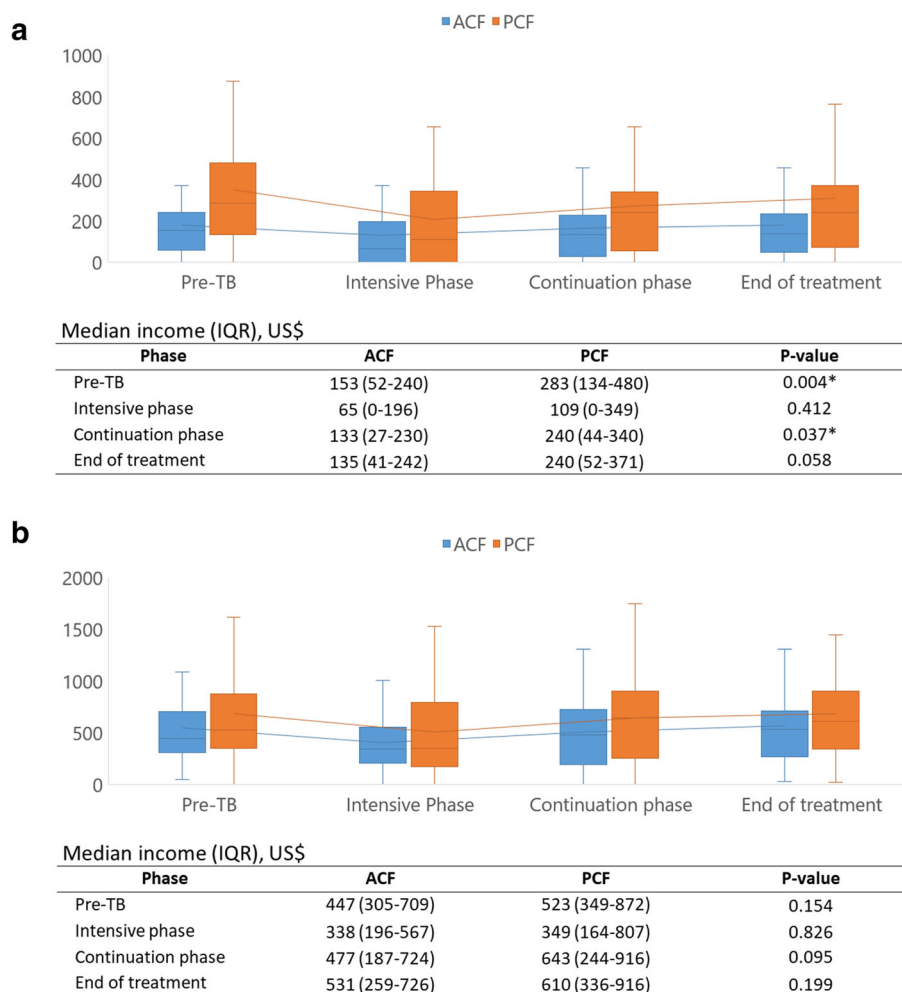 a
ACF PCF
1000
800
600
400
200
0
Pre-TB Intensive Phase Continuation phase End of treatment
Median income (IQR), US$
Phase ACF PCF P-value
Pre-TB 153 (52-240) 283 (134-480) 0.004*
Intensive phase 65 (0-196) 109 (0-349) 0.412
Continuation phase 133 (27-230) 240 (44-340) 0.037*
End of treatment 135 (41-242) 240 (52-371) 0.058
b
ACF PCF
2000
1500
1000
500
0
Pre-TB Intensive Phase Continuation phase End of treatment
Median income (IQR), US$
Phase ACF PCF P-value
Pre-TB 447 (305-709) 523 (349-872) 0.154
Intensive phase 338 (196-567) 349 (164-807) 0.826
Continuation phase 477 (187-724) 643 (244-916) 0.095
End of treatment 531 (259-726) 610 (336-916) 0.199